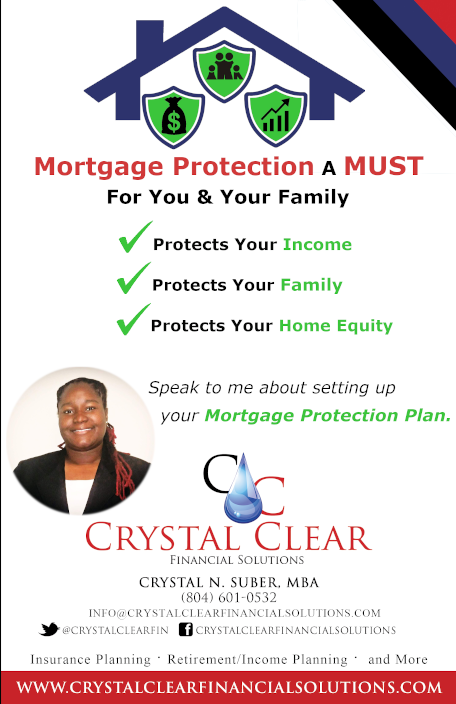 $
Mortgage Protection A MUST
For You & Your Family
Protects Your Income
Protects Your Family
Protects Your Home Equity
Speak to me about setting up
your Mortgage Protection Plan.
CC
CRYSTAL CLEAR
FINANCIAL SOLUTIONS
CRYSTAL N. SUBER, MBA
(804) 601-0532
INFO@CRYSTALCLEARFINANCIALSOLUTIONS.COM
@CRYSTALCLEARFIN f CRYSTALCLEARFINANCIALSOLUTIONS
Insurance Planning · Retirement/Income Planning · and More
WWW.CRYSTALCLEARFINANCIALSOLUTIONS.COM